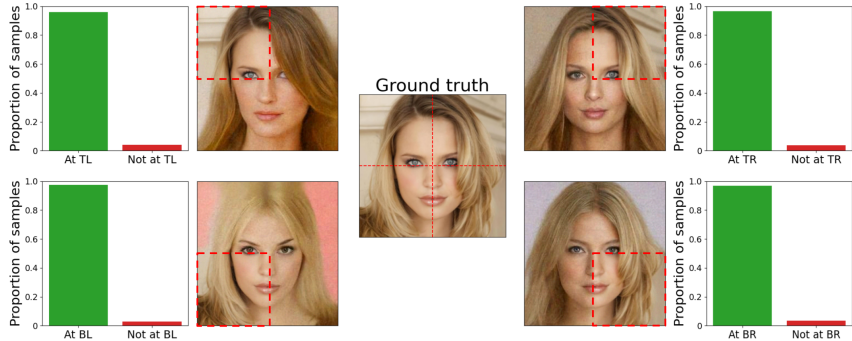 Proportion of samples
1.0
0.8
0.6
0.4
0.2
0
At TL Not at TL
Ground truth
Proportion of samples
1.0
0.8
0.6
0.4
0.2
0
At TR Not at TR
Proportion of samples
1.0
0.8
0.6
0.4
0.2
0
At BL Not at BL
Proportion of samples
1.0
0.8
0.6
0.4
0.2
0
At BR Not at BR